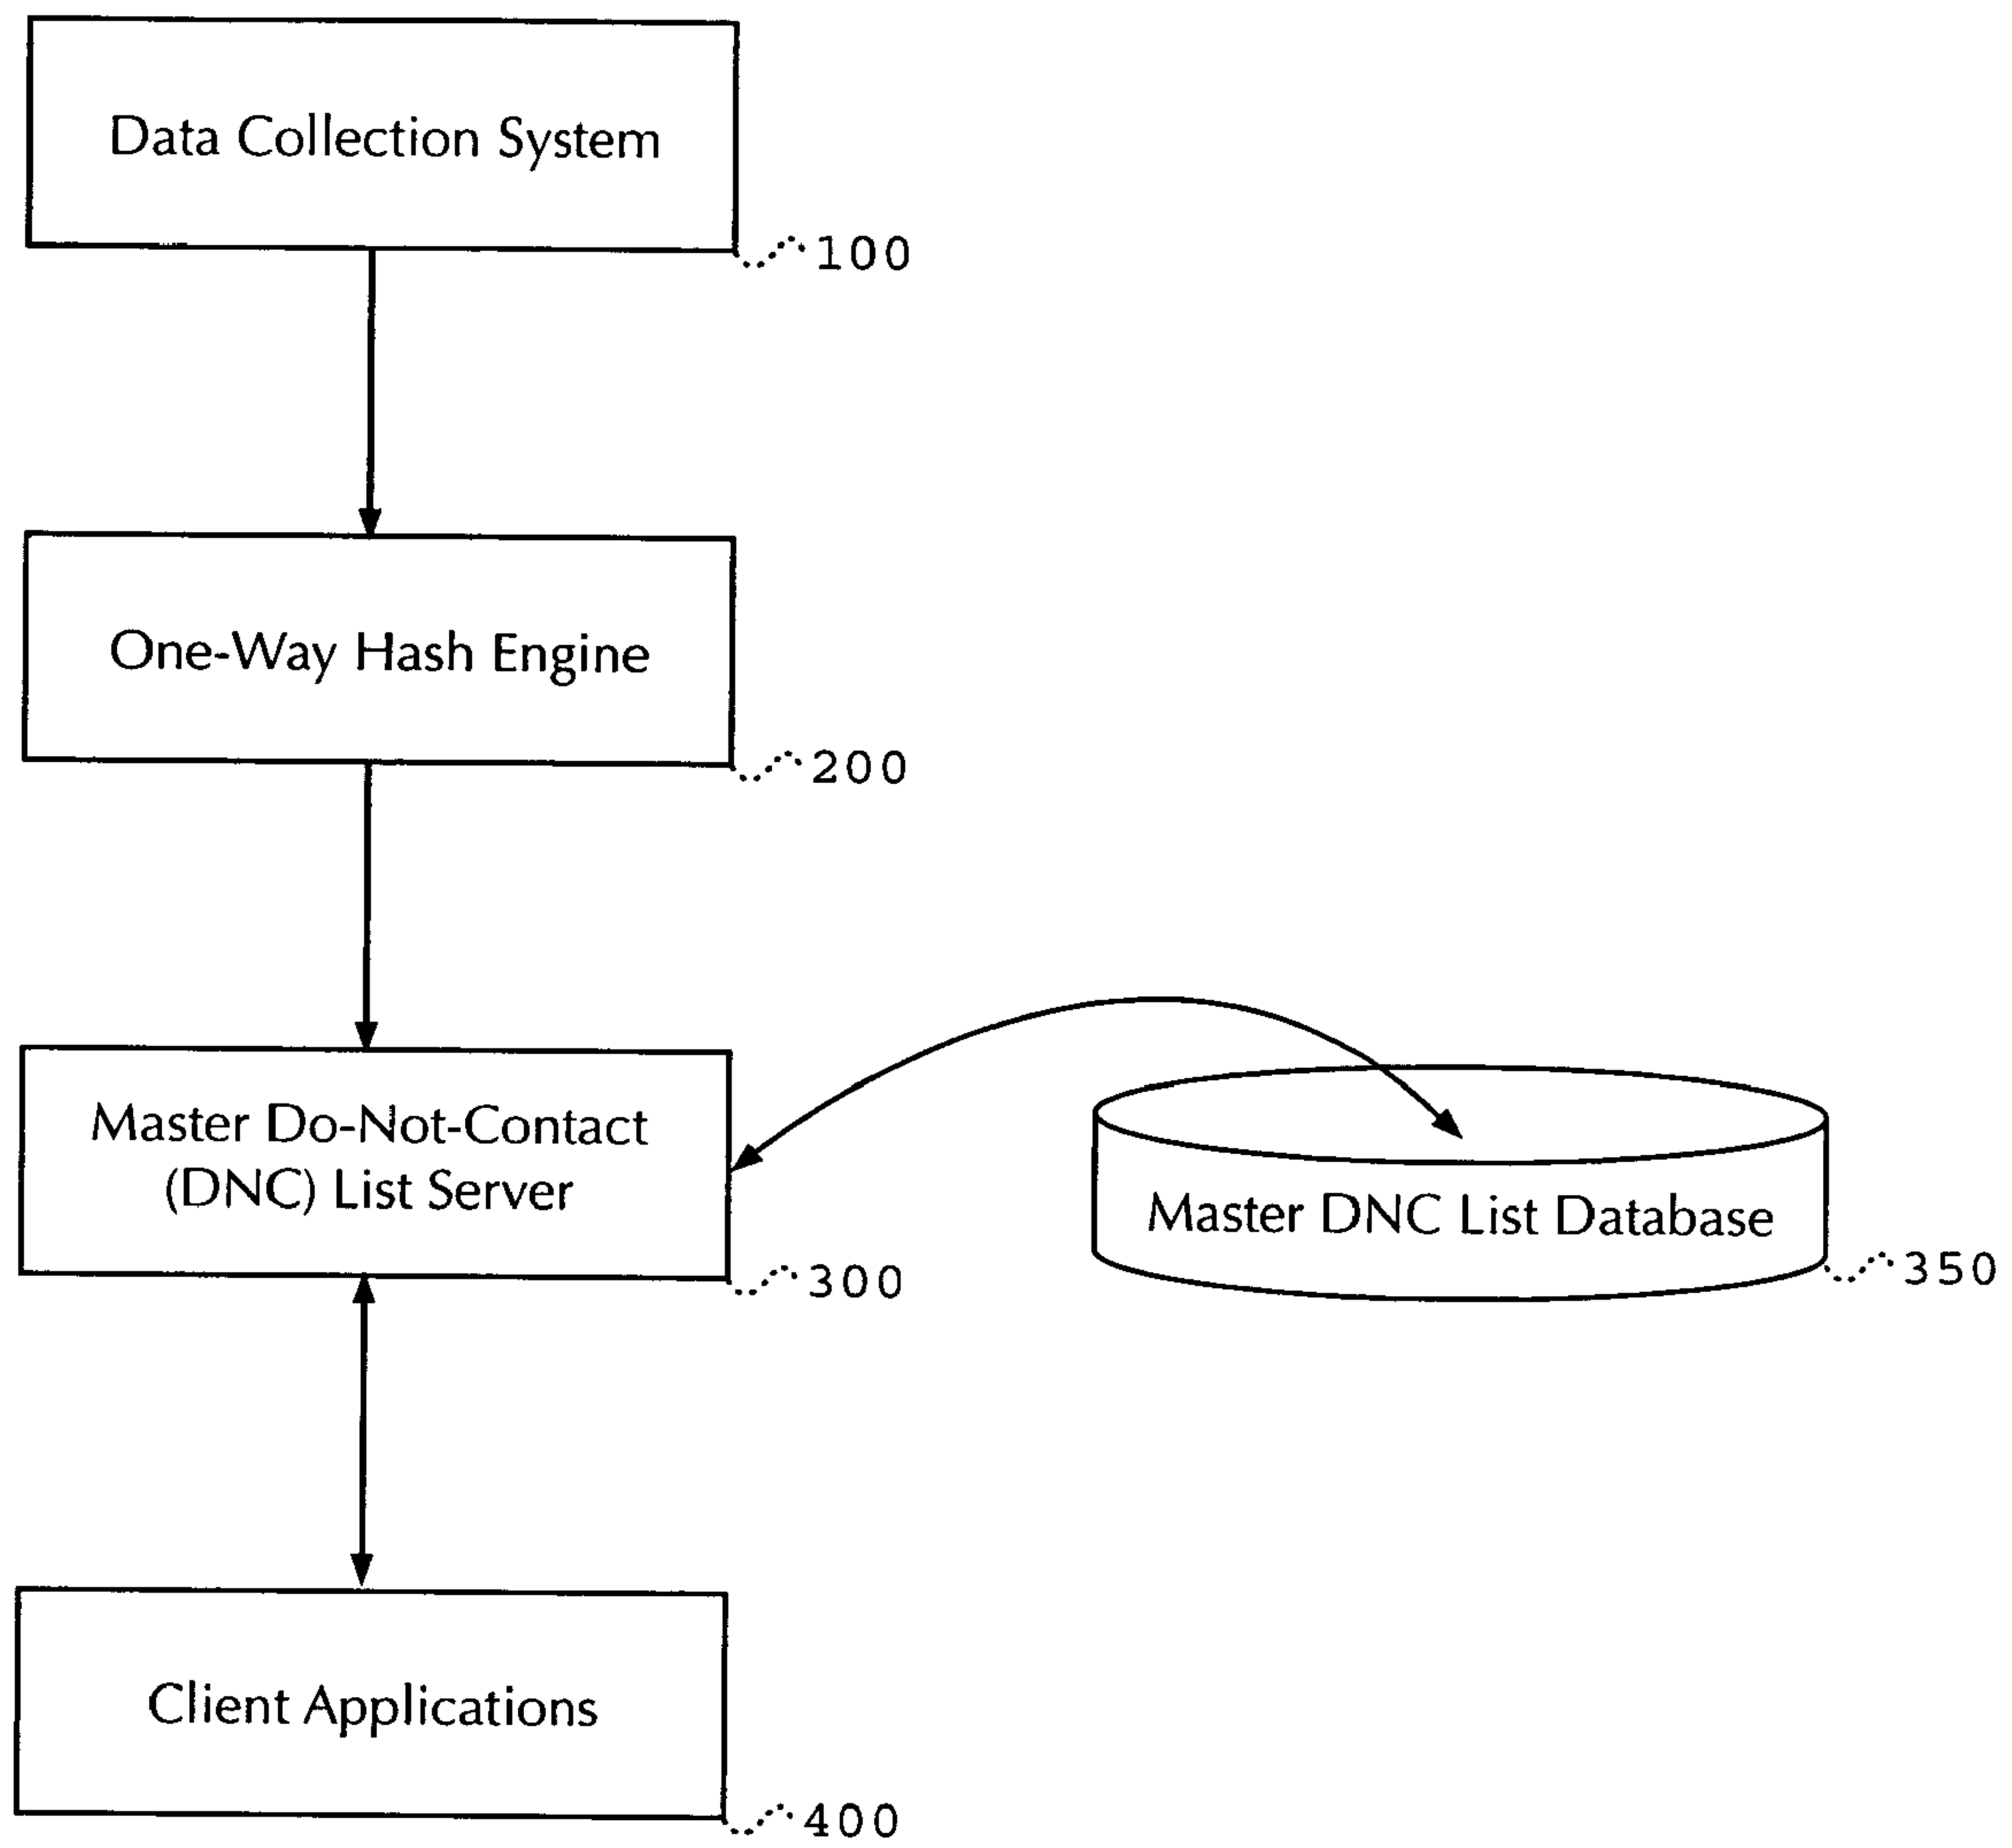 Data Collection System
100
One-Way Hash Engine
200
Master Do-Not-Contact
(DNC) List Server
300
Master DNC List Database
350
Client Applications
400